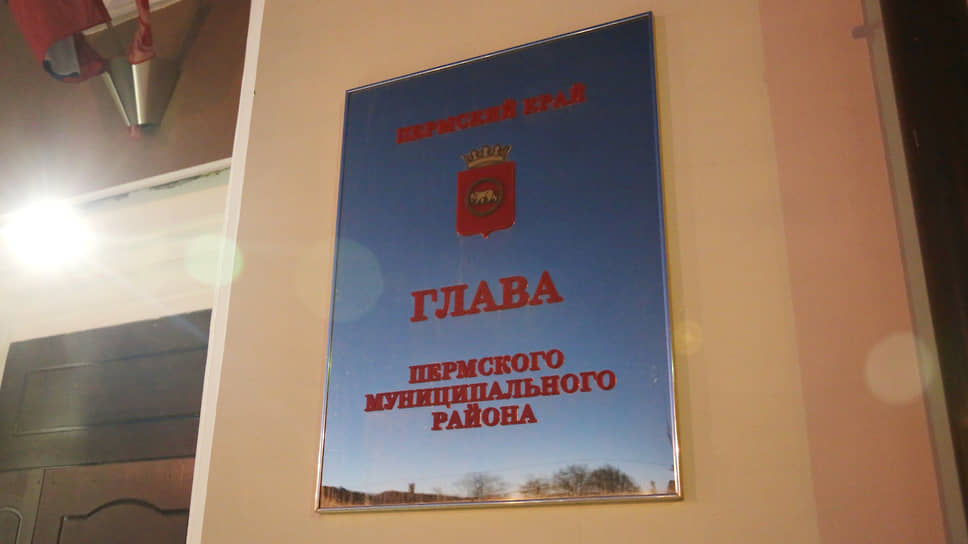 ПЕРМСКИЙ КРАЙ
ГЛАВА
ПЕРМСКОГО
МУНИЦИПАЛЬНОГО
РАЙОНА